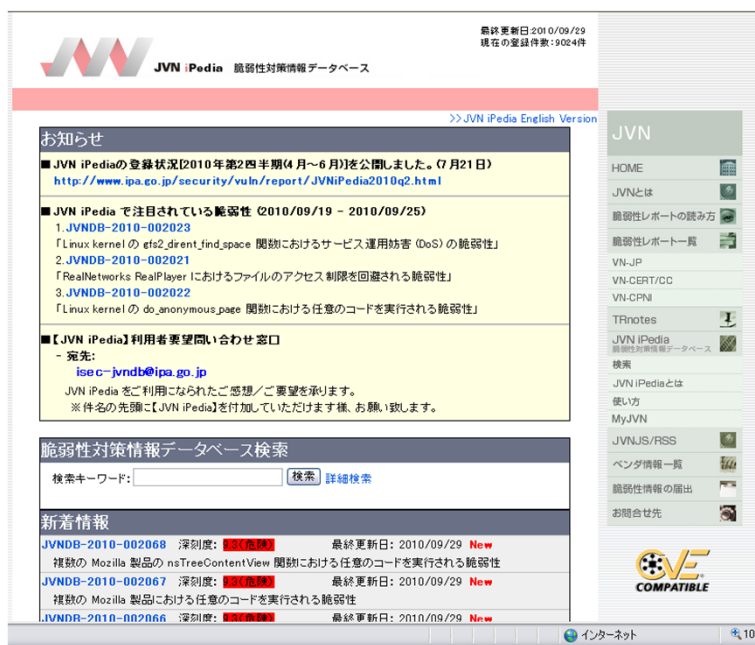 最終更新日:2010/09/29
現在の登録件数:9024件
JVN iPedia 脆弱性対策情報データベース
>>JVN iPedia English Version
お知らせ
■JVN iPediaの登録状況[2010年第2四半期(4月～6月)]を公開しました。(7月21日)
http://www.ipa.go.jp/security/vuln/report/JVNiPedia2010q2.html
■JVN iPedia で注目されている脆弱性 (2010/09/19 - 2010/09/25)
1.JVNDB-2010-002023
「Linux kernel の gfs2_dirent_find_space 関数におけるサービス運用妨害 (DoS) の脆弱性」
2.JVNDB-2010-002021
「RealNetworks RealPlayer におけるファイルのアクセス制限を回避される脆弱性」
3.JVNDB-2010-002022
「Linux kernel の do_anonymous_page 関数における任意のコードを実行される脆弱性」
■【JVN iPedia】利用者要望問い合わせ窓口
- 宛先:
isec-jvndb@ipa.go.jp
JVN iPedia をご利用になられたご感想／ご要望を承ります。
※件名の先頭に【JVN iPedia】を付加していただけます様、お願い致します。
脆弱性対策情報データベース検索
検索キーワード: 検索 詳細検索
新着情報
JVNDB-2010-002068 深刻度: 9.3(危険) 最終更新日: 2010/09/29 New
複数の Mozilla 製品の nsTreeContentView 関数における任意のコードを実行される脆弱性
JVNDB-2010-002067 深刻度: 9.3(危険) 最終更新日: 2010/09/29 New
複数の Mozilla 製品における任意のコードを実行される脆弱性
JVNDB-2010-002066 深刻度: 9.3(危険) 最終更新日: 2010/09/29 New
JVN
HOME
JVNとは
脆弱性レポートの読み方
脆弱性レポート一覧
VN-JP
VN-CERT/CC
VN-CPNI
TRnotes
JVN iPedia
脆弱性対策情報データベース
検索
JVN iPediaとは
使い方
MyJVN
JVNJS/RSS
ベンダ情報一覧
脆弱性情報の届出
お問合せ先
CVE
COMPATIBLE
インターネット
10